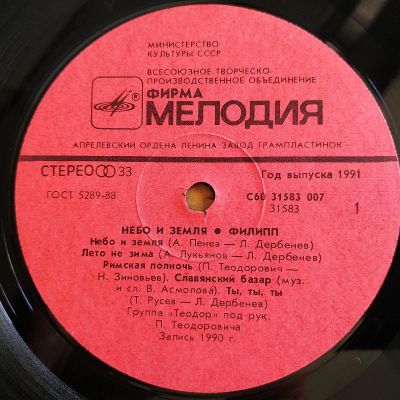 МИНИСТЕРСТВО
КУЛЬТУРЫ СССР
ВСЕСОЮЗНОЕ ТВОРЧЕСКО-
ПРОИЗВОДСТВЕННОЕ ОБЪЕДИНЕНИЕ
® ФИРМА
МЕЛОДИЯ
АПРЕЛЕВСКИЙ ОРДЕНА ЛЕНИНА ЗАВОД ГРАМПЛАСТИНОК
СТЕРЕО 33
Год выпуска 1991
ГОСТ 5289-88
С60 31583 007
31583
1
НЕБО И ЗЕМЛЯ ● ФИЛИПП
Небо и земля (А. Пенев — Л. Дербенев)
Лето не зима (А. Лукьянов — Л. Дербенев)
Римская полночь (П. Теодорович —
Н. Зиновьев). Славянский базар (муз.
и сл. В. Асмолова). Ты, ты, ты
(Т. Русев — Л. Дербенев)
Группа "Теодор" под рук.
П. Теодоровича
Запись 1990 г.